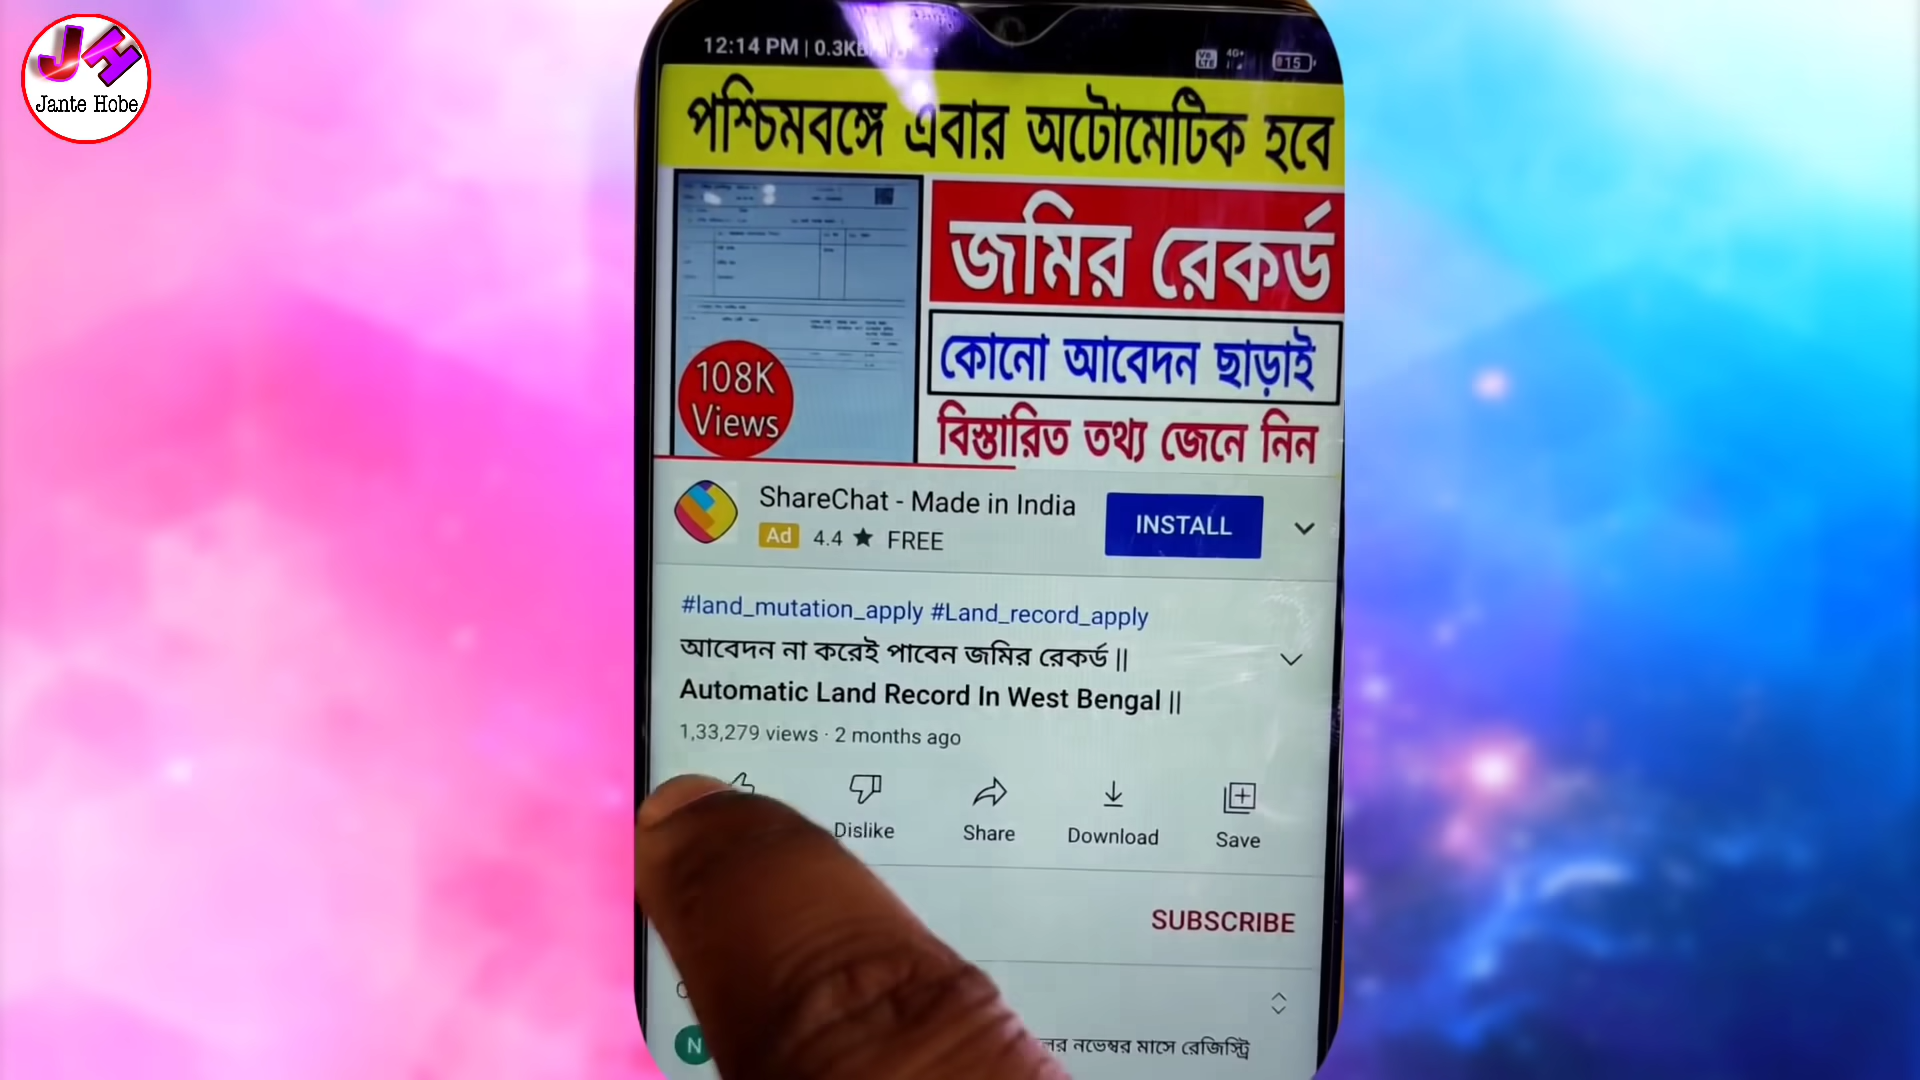 Jante Hobe
12:14 PM | 0.3KB
15
পশ্চিমবঙ্গে এবার অটোমেটিক হবে
জমির রেকর্ড
কোনো আবেদন ছাড়াই
বিস্তারিত তথ্য জেনে নিন
108K
Views
ShareChat - Made in India
Ad 4.4 ★ FREE
INSTALL
#land_mutation_apply #Land_record_apply
আবেদন না করেই পাবেন জমির রেকর্ড ||
Automatic Land Record In West Bengal ||
1,33,279 views · 2 months ago
Dislike Share Download Save
SUBSCRIBE
N
নভেম্বর মাসে রেজিস্ট্রি